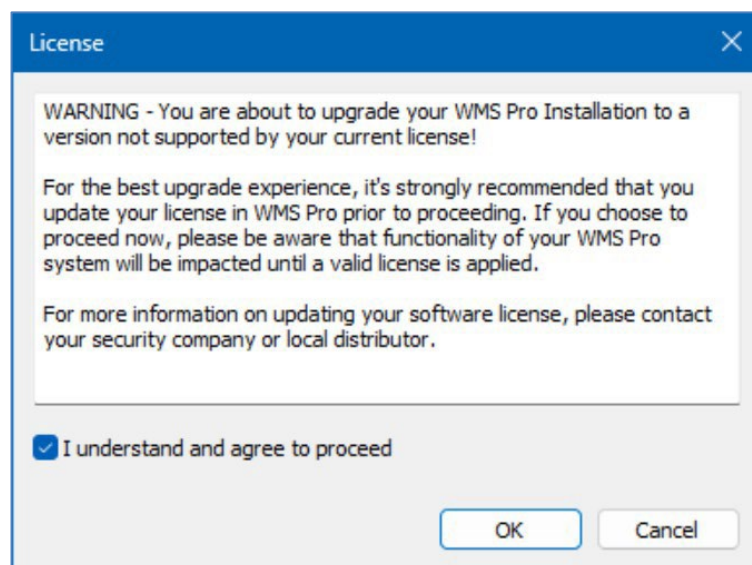 License
WARNING - You are about to upgrade your WMS Pro Installation to a
version not supported by your current license!
For the best upgrade experience, it's strongly recommended that you
update your license in WMS Pro prior to proceeding. If you choose to
proceed now, please be aware that functionality of your WMS Pro
system will be impacted until a valid license is applied.
For more information on updating your software license, please contact
your security company or local distributor.
I understand and agree to proceed
OK
Cancel